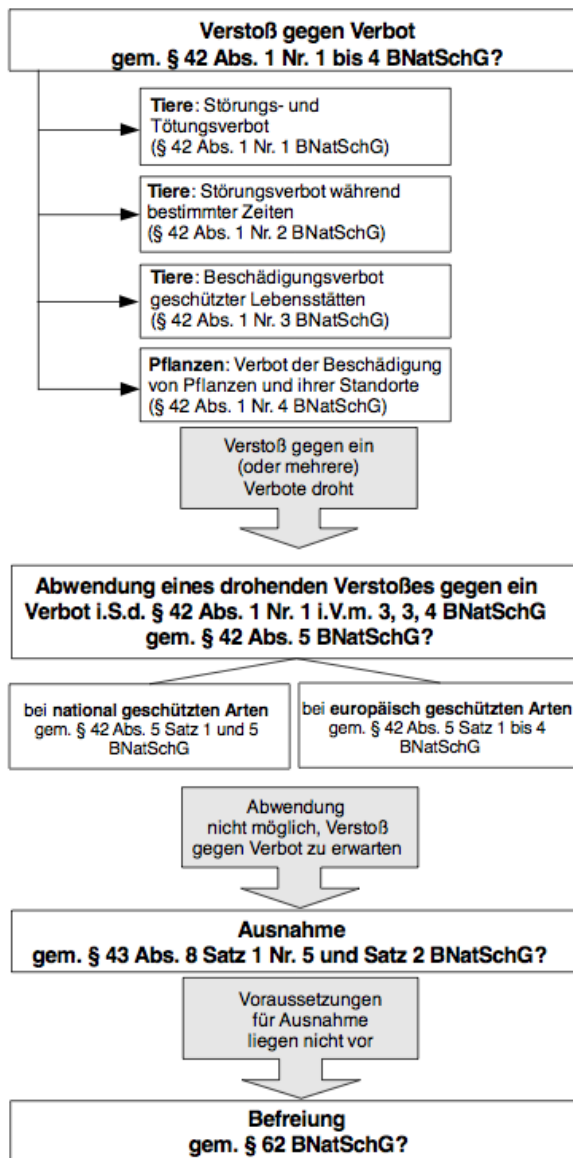 Verstoß gegen Verbot
gem. § 42 Abs. 1 Nr. 1 bis 4 BNatSchG?
Tiere: Störungs- und
Tötungsverbot
(§ 42 Abs. 1 Nr. 1 BNatSchG)
Tiere: Störungsverbot während
bestimmter Zeiten
(§ 42 Abs. 1 Nr. 2 BNatSchG)
Tiere: Beschädigungsverbot
geschützter Lebensstätten
(§ 42 Abs. 1 Nr. 3 BNatSchG)
Pflanzen: Verbot der Beschädigung
von Pflanzen und ihrer Standorte
(§ 42 Abs. 1 Nr. 4 BNatSchG)
Verstoß gegen ein
(oder mehrere)
Verbote droht
Abwendung eines drohenden Verstoßes gegen ein
Verbot i.S.d. § 42 Abs. 1 Nr. 1 i.V.m. 3, 3, 4 BNatSchG
gem. § 42 Abs. 5 BNatSchG?
bei national geschützten Arten
gem. § 42 Abs. 5 Satz 1 und 5
BNatSchG
bei europäisch geschützten Arten
gem. § 42 Abs. 5 Satz 1 bis 4
BNatSchG
Abwendung
nicht möglich, Verstoß
gegen Verbot zu erwarten
Ausnahme
gem. § 43 Abs. 8 Satz 1 Nr. 5 und Satz 2 BNatSchG?
Voraussetzungen
für Ausnahme
liegen nicht vor
Befreiung
gem. § 62 BNatSchG?